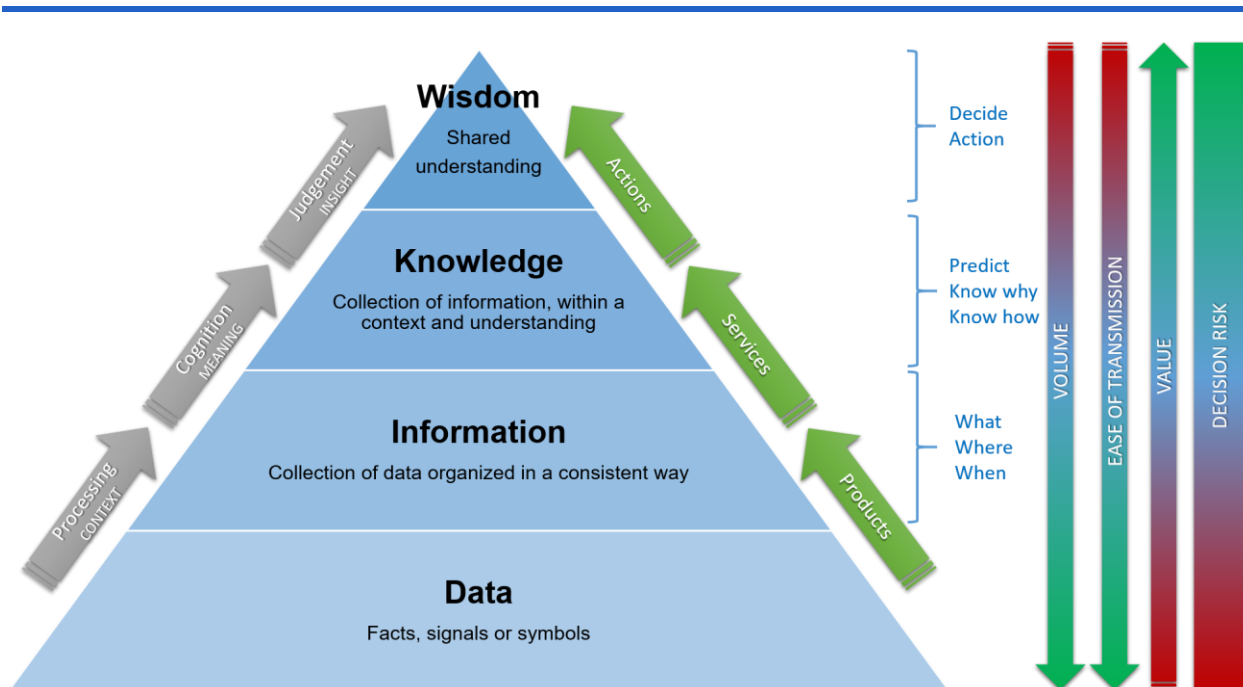 Wisdom
Shared
understanding
Knowledge
Collection of information, within a
context and understanding
Information
Collection of data organized in a consistent way
Data
Facts, signals or symbols
Judgement
INSIGHT
Cognition
MEANING
Processing
CONTEXT
Actions
Services
Products
Decide
Action
Predict
Know why
Know how
What
Where
When
VOLUME
EASE OF TRANSMISSION
VALUE
DECISION RISK